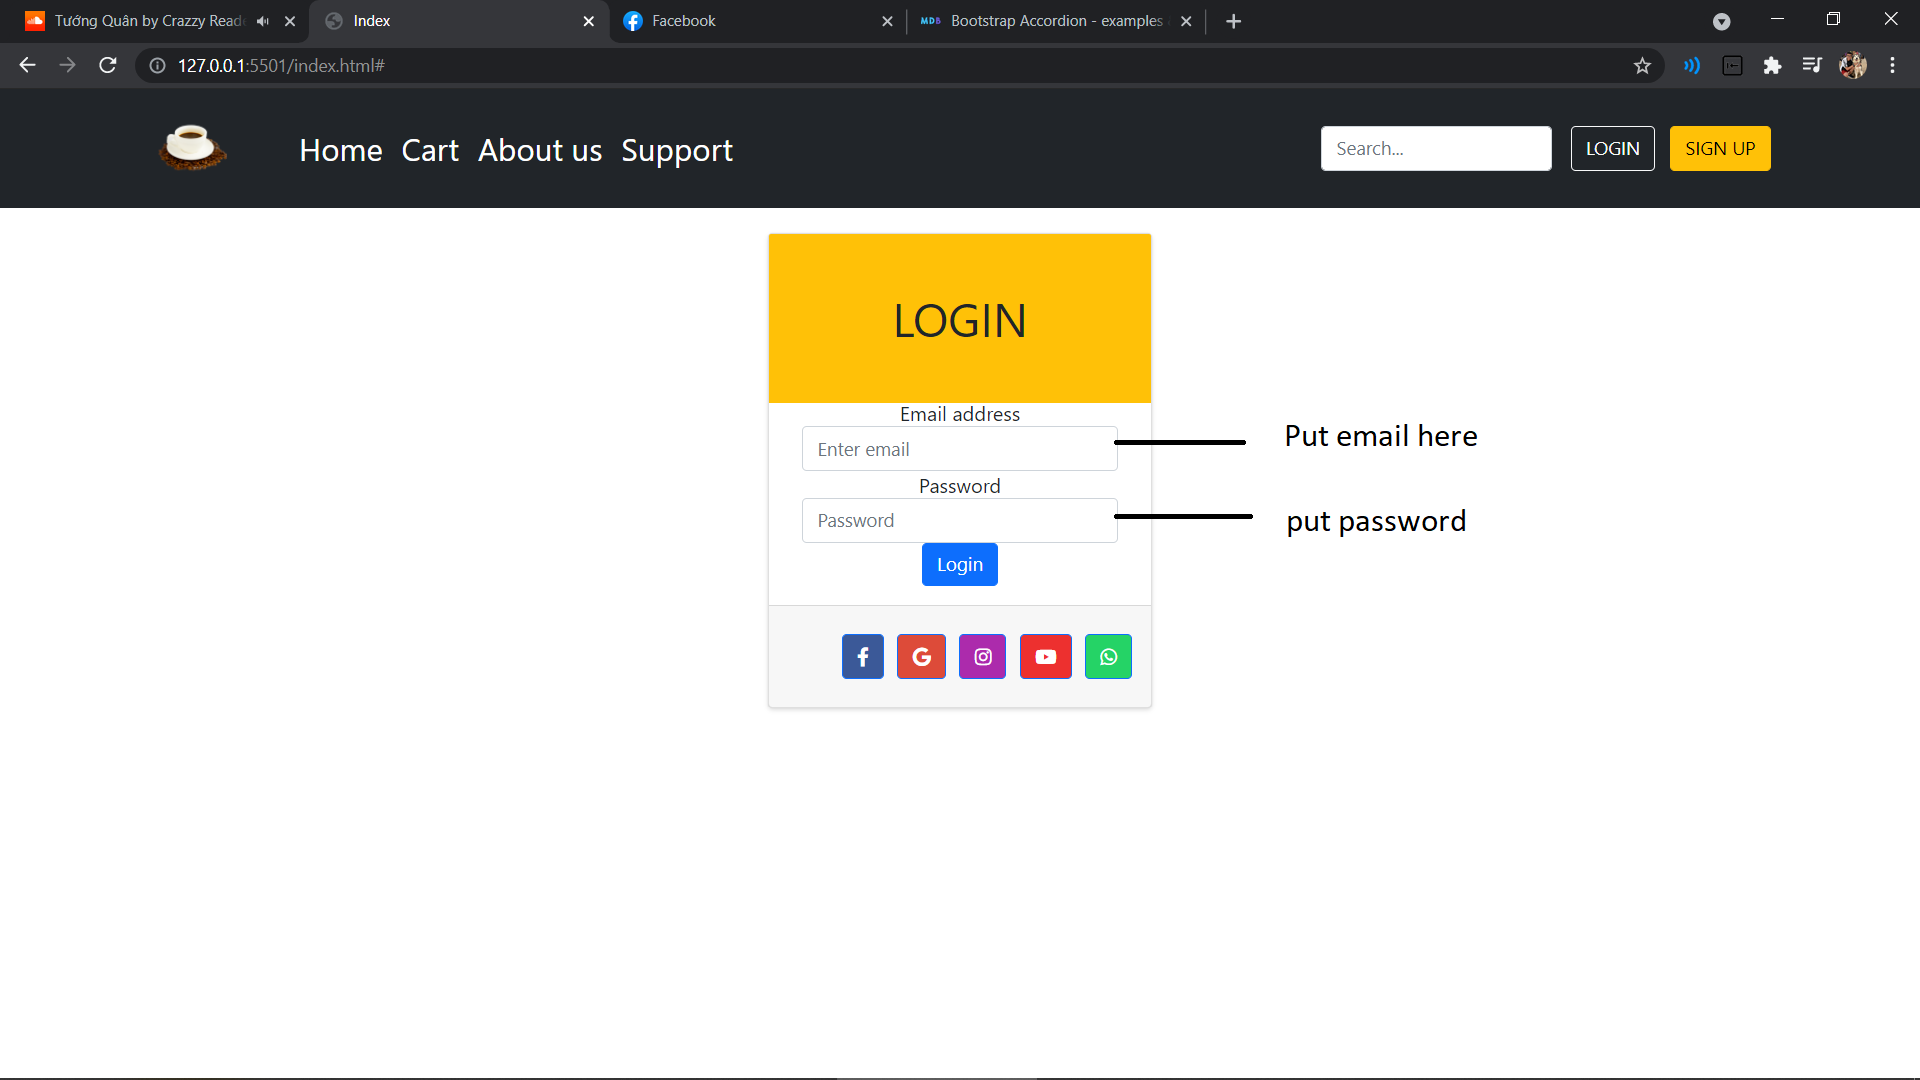 Tướng Quân by Crazzy Read
Index
Facebook
MDB
Bootstrap Accordion - examples
127.0.0.1:5501/index.html#
Home Cart About us Support
Search...
LOGIN
SIGN UP
LOGIN
Email address
Enter email
Put email here
Password
Password
put password
Login